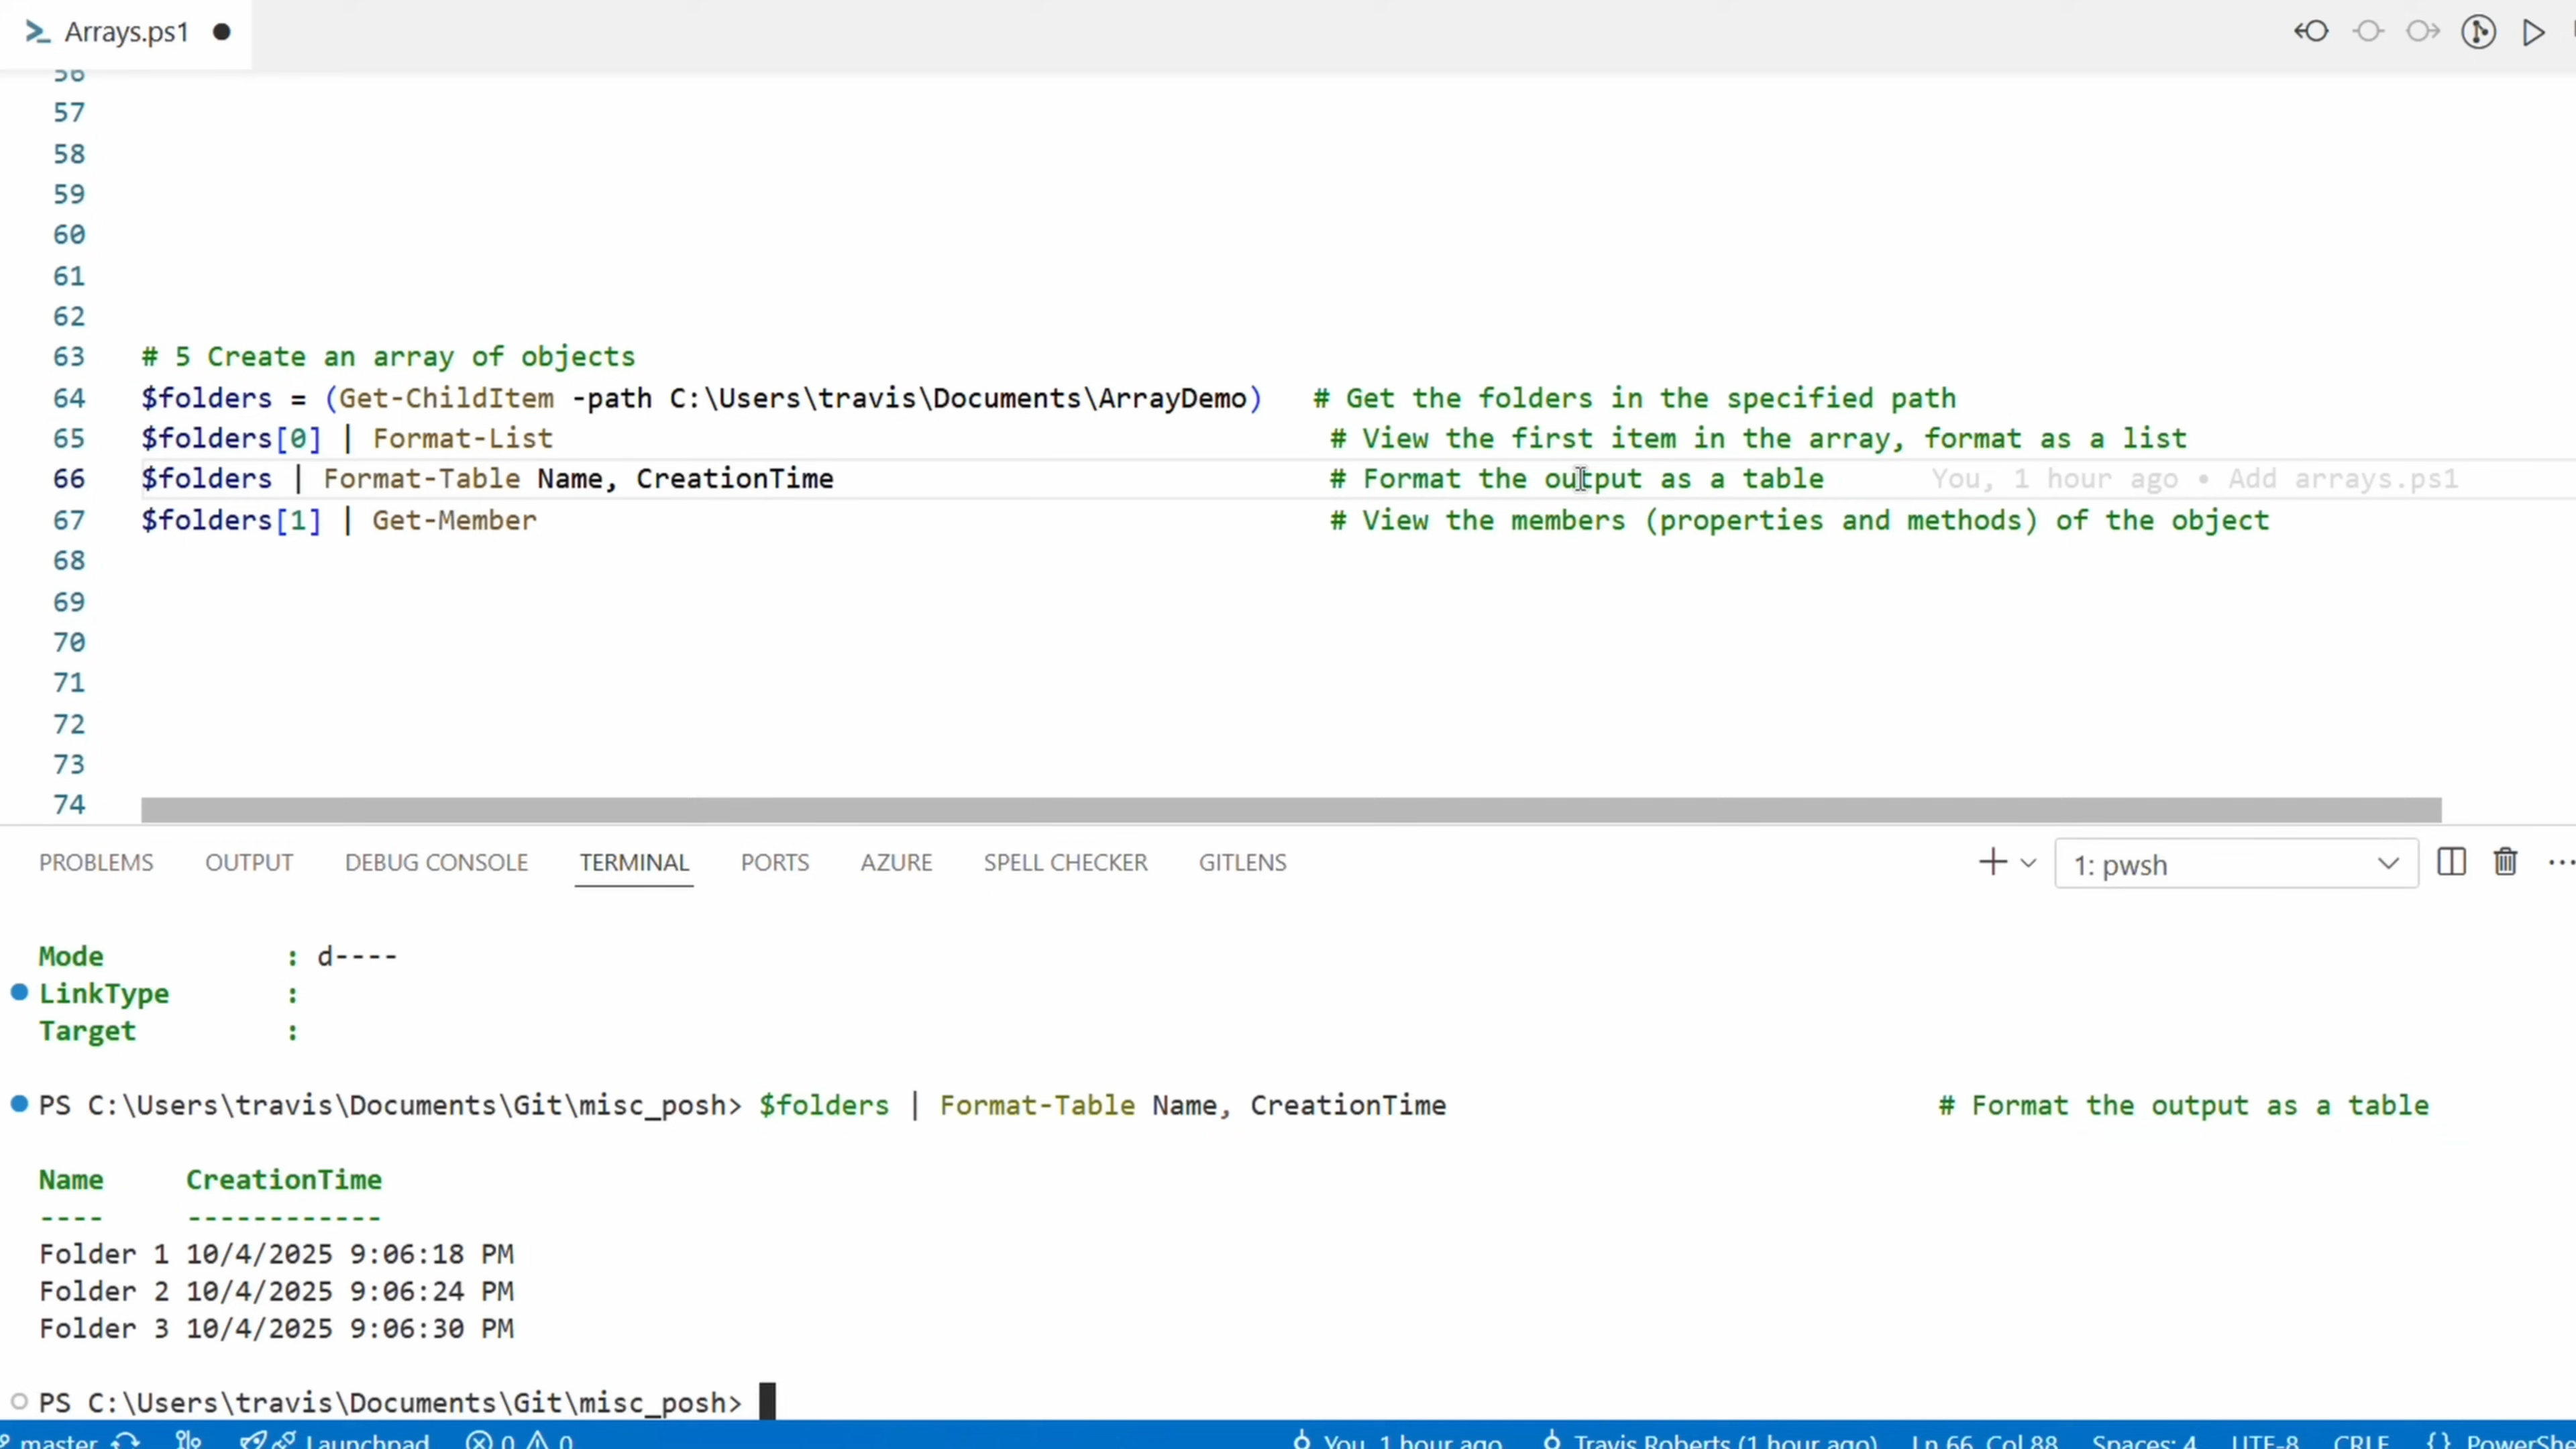 Arrays.ps1
56
57
58
59
60
61
62
63 # 5 Create an array of objects
64 $folders = (Get-ChildItem -path C:\Users\travis\Documents\ArrayDemo) # Get the folders in the specified path
65 $folders[0] | Format-List # View the first item in the array, format as a list
66 $folders | Format-Table Name, CreationTime # Format the output as a table You, 1 hour ago • Add arrays.ps1
67 $folders[1] | Get-Member # View the members (properties and methods) of the object
68
69
70
71
72
73
74
PROBLEMS OUTPUT DEBUG CONSOLE TERMINAL PORTS AZURE SPELL CHECKER GITLENS 1: pwsh
Mode : d----
LinkType :
Target :
PS C:\Users\travis\Documents\Git\misc_posh> $folders | Format-Table Name, CreationTime # Format the output as a table
Name CreationTime
---- ------------
Folder 1 10/4/2025 9:06:18 PM
Folder 2 10/4/2025 9:06:24 PM
Folder 3 10/4/2025 9:06:30 PM
PS C:\Users\travis\Documents\Git\misc_posh>
master Launchpad 0 0 You, 1 hour ago Travis Roberts (1 hour ago) Ln 66, Col 88 Spaces: 4 UTF-8 CRLF {} PowerSh